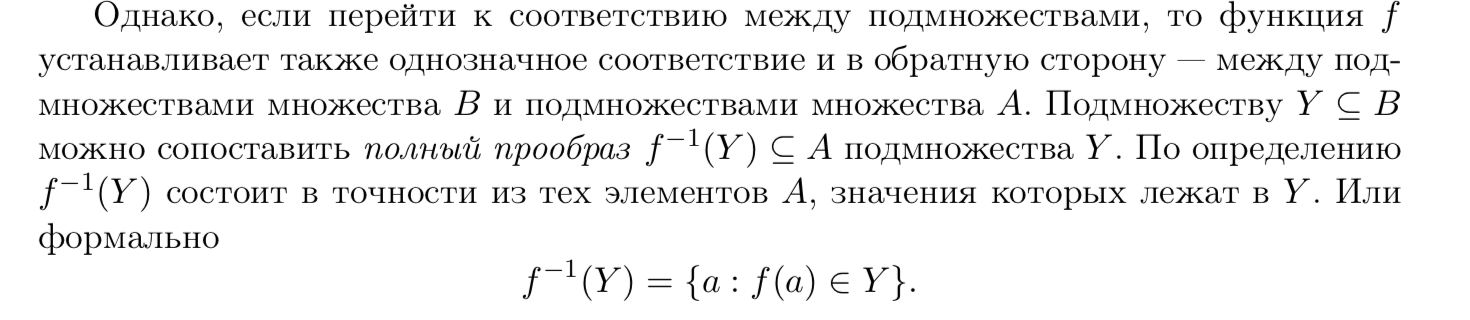 Однако, если перейти к соответствию между подмножествами, то функция f
устанавливает также однозначное соответствие и в обратную сторону — между под-
множествами множества B и подмножествами множества A. Подмножеству Y ⊆ B
можно сопоставить полный прообраз f⁻¹(Y) ⊆ A подмножества Y. По определению
f⁻¹(Y) состоит в точности из тех элементов A, значения которых лежат в Y. Или
формально
f⁻¹(Y) = {a : f(a) ∈ Y}.